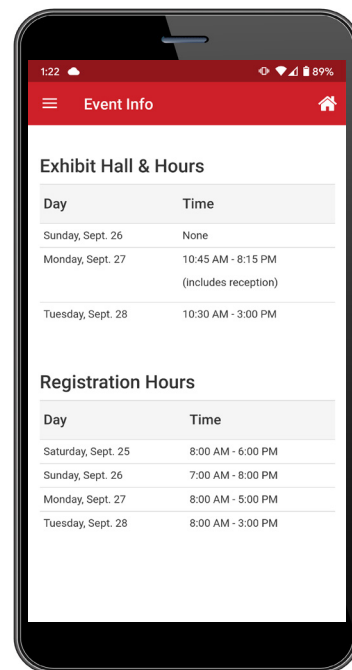 1:22 89%
Event Info
Exhibit Hall & Hours
Day Time
Sunday, Sept. 26 None
Monday, Sept. 27 10:45 AM - 8:15 PM
(includes reception)
Tuesday, Sept. 28 10:30 AM - 3:00 PM
Registration Hours
Day Time
Saturday, Sept. 25 8:00 AM - 6:00 PM
Sunday, Sept. 26 7:00 AM - 8:00 PM
Monday, Sept. 27 8:00 AM - 5:00 PM
Tuesday, Sept. 28 8:00 AM - 3:00 PM